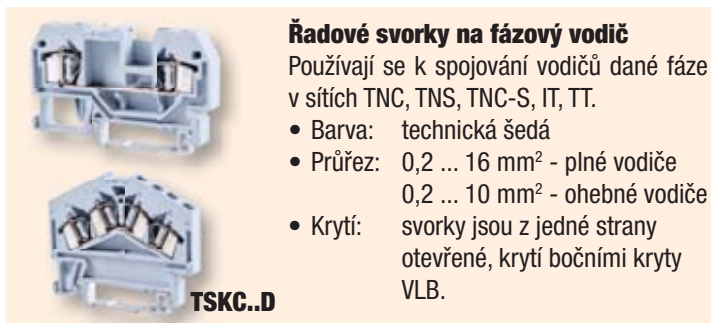 Řadové svorky na fázový vodič
Používají se k spojování vodičů dané fáze
v sítích TNC, TNS, TNC-S, IT, TT.
• Barva: technická šedá
• Průřez: 0,2 ... 16 mm² - plné vodiče
0,2 ... 10 mm² - ohebné vodiče
• Krytí: svorky jsou z jedné strany
otevřené, krytí bočními kryty
VLB.
TSKC..D